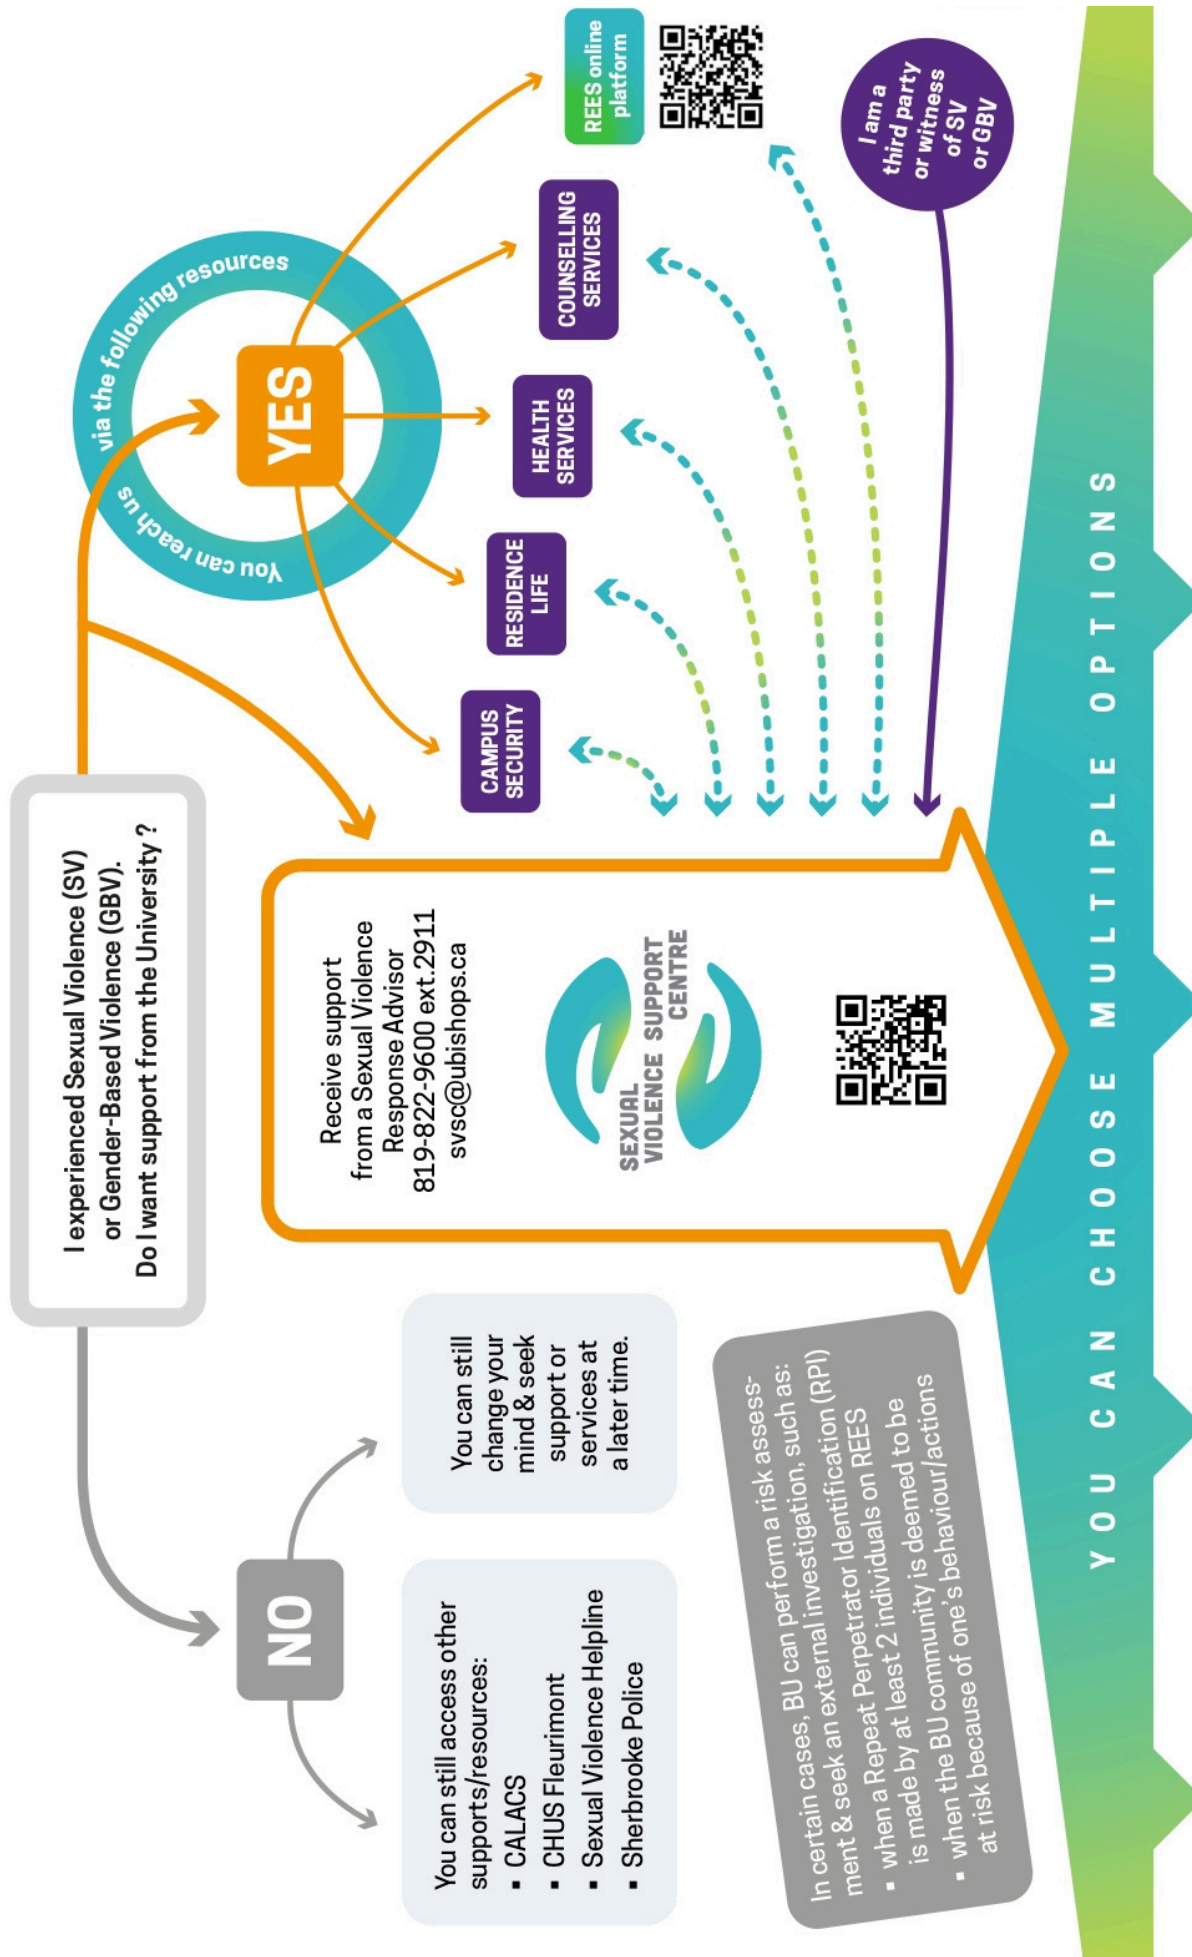 I experienced Sexual Violence (SV)
or Gender-Based Violence (GBV).
Do I want support from the University ?
NO
You can still access other
supports/resources:
▪ CALACS
▪ CHUS Fleurimont
▪ Sexual Violence Helpline
▪ Sherbrooke Police
You can still
change your
mind & seek
support or
services at
a later time.
In certain cases, BU can perform a risk assess-
ment & seek an external investigation, such as:
▪ when a Repeat Perpetrator Identification (RPI)
is made by at least 2 individuals on REES
▪ when the BU community is deemed to be
at risk because of one's behaviour/actions
Receive support
from a Sexual Violence
Response Advisor
819-822-9600 ext.2911
svsc@ubishops.ca
SEXUAL
VIOLENCE SUPPORT
CENTRE
You can reach us via the following resources
YES
CAMPUS
SECURITY
RESIDENCE
LIFE
HEALTH
SERVICES
COUNSELLING
SERVICES
REES online
platform
I am a
third party
or witness
of SV
or GBV
YOU CAN CHOOSE MULTIPLE OPTIONS